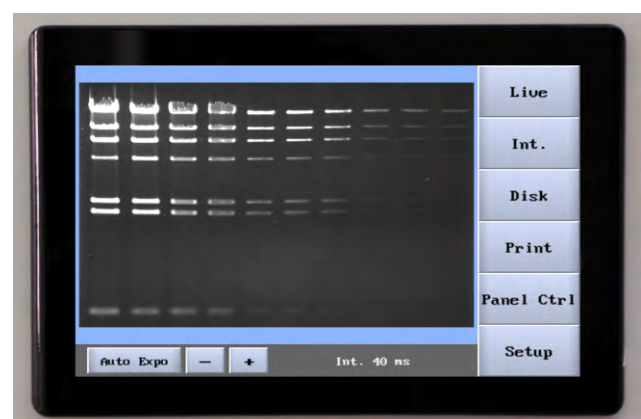 Live
Int.
Disk
Print
Panel Ctrl
Setup
Auto Expo - + Int. 40 ms